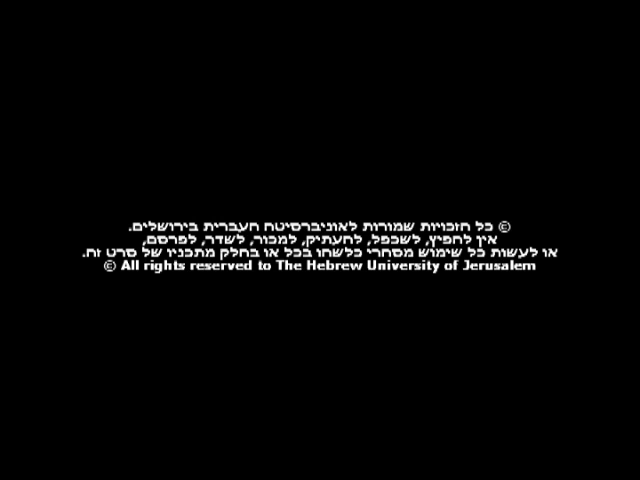 © כל הזכויות שמורות לאוניברסיטה העברית בירושלים.
אין להפיץ, לשכפל, להעתיק, למכור, לשדר, לפרסם,
או לעשות כל שימוש מסחרי כלשהו בכל או בחלק מתכניו של סרט זה.
© All rights reserved to The Hebrew University of Jerusalem